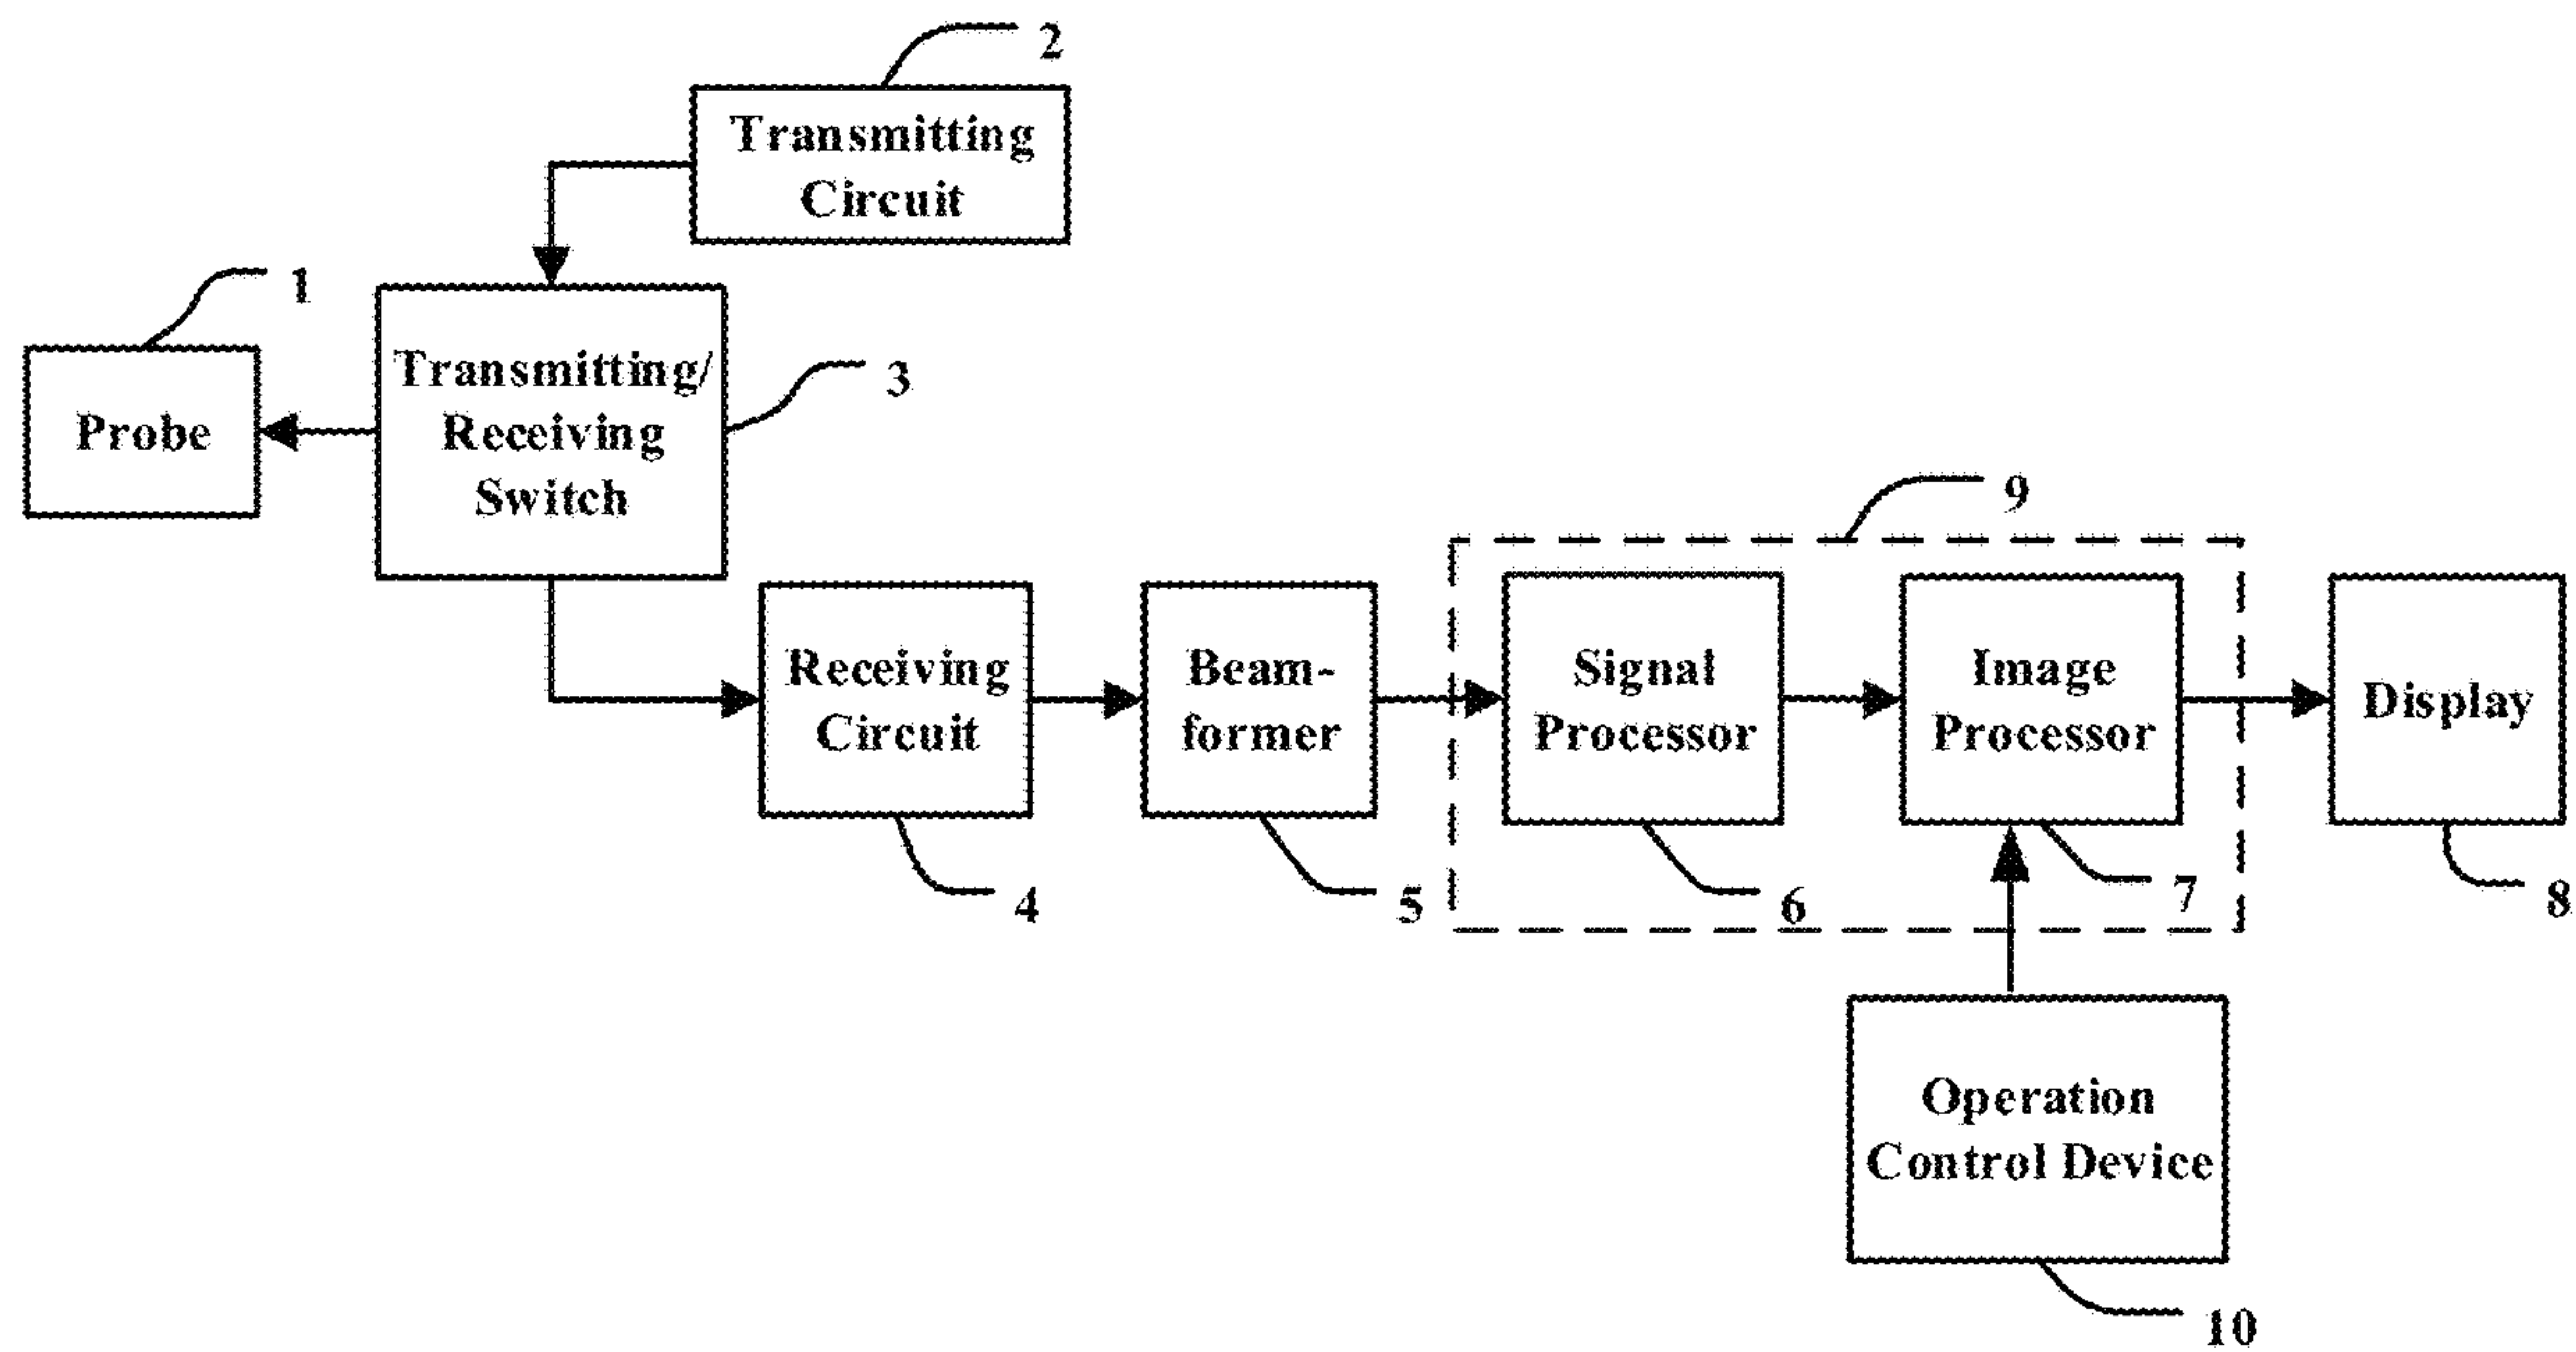 2
Transmitting
Circuit
1
Probe
Transmitting/
Receiving
Switch
3
Receiving
Circuit
4
Beam-
former
5
9
Signal
Processor
6
Image
Processor
7
Display
8
Operation
Control Device
10